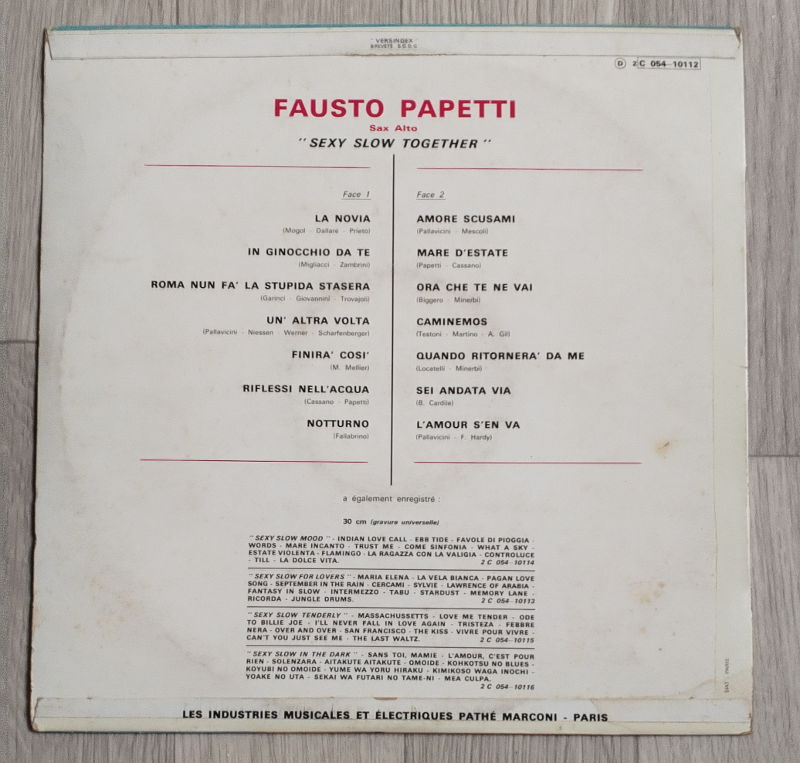 VERSINDEX
BREVETÉ S.G.D.G
D 2 C 054-10112
FAUSTO PAPETTI
Sax Alto
"SEXY SLOW TOGETHER"
Face 1
LA NOVIA
(Mogol - Dallare - Prieto)
IN GINOCCHIO DA TE
(Migliacci - Zambrini)
ROMA NUN FA' LA STUPIDA STASERA
(Garinci - Giovannini - Trovajoli)
UN' ALTRA VOLTA
(Pallavicini - Niessen - Werner - Scharfenberger)
FINIRA' COSI'
(M. Mellier)
RIFLESSI NELL'ACQUA
(Cassano - Papetti)
NOTTURNO
(Fallabrino)
Face 2
AMORE SCUSAMI
(Pallavicini - Mescoli)
MARE D'ESTATE
(Papetti - Cassano)
ORA CHE TE NE VAI
(Biggero - Minerbi)
CAMINEMOS
(Testoni - Martino - A. Gil)
QUANDO RITORNERA' DA ME
(Locatelli - Minerbi)
SEI ANDATA VIA
(B. Cardile)
L'AMOUR S'EN VA
(Pallavicini - F. Hardy)
a également enregistré :
30 cm (gravure universelle)
"SEXY SLOW MOOD" - INDIAN LOVE CALL - EBB TIDE - FAVOLE DI PIOGGIA -
WORDS - MARE INCANTO - TRUST ME - COME SINFONIA - WHAT A SKY -
ESTATE VIOLENTA - FLAMINGO - LA RAGAZZA CON LA VALIGIA - CONTROLUCE
- TILL - LA DOLCE VITA. 2 C 054-10114
"SEXY SLOW FOR LOVERS" - MARIA ELENA - LA VELA BIANCA - PAGAN LOVE
SONG - SEPTEMBER IN THE RAIN - CERCAMI - SYLVIE - LAWRENCE OF ARABIA -
FANTASY IN SLOW - INTERMEZZO - TABU - STARDUST - MEMORY LANE -
RICORDA - JUNGLE DRUMS. 2 C 054-10113
"SEXY SLOW TENDERLY" - MASSACHUSSETTS - LOVE ME TENDER - ODE
TO BILLIE JOE - I'LL NEVER FALL IN LOVE AGAIN - TRISTEZA - FEBBRE
NERA - OVER AND OVER - SAN FRANCISCO - THE KISS - VIVRE POUR VIVRE -
CAN'T YOU JUST SEE ME - THE LAST WALTZ. 2 C 054-10115
"SEXY SLOW IN THE DARK" - SANS TOI, MAMIE - L'AMOUR, C'EST POUR
RIEN - SOLENZARA - AITAKUTE AITAKUTE - OMOIDE - KOHKOTSU NO BLUES -
KOYUBI NO OMOIDE - YUME WA YORU HIRAKU - KIMIKOSO WAGA INOCHI -
YOAKE NO UTA - SEKAI WA FUTARI NO TAME-NI - MEA CULPA.
2 C 054-10116
LES INDUSTRIES MUSICALES ET ÉLECTRIQUES PATHÉ MARCONI - PARIS